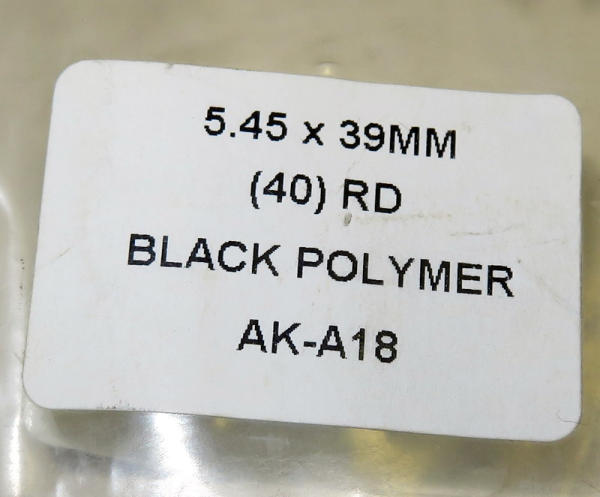 5.45 x 39MM
(40) RD
BLACK POLYMER
AK-A18